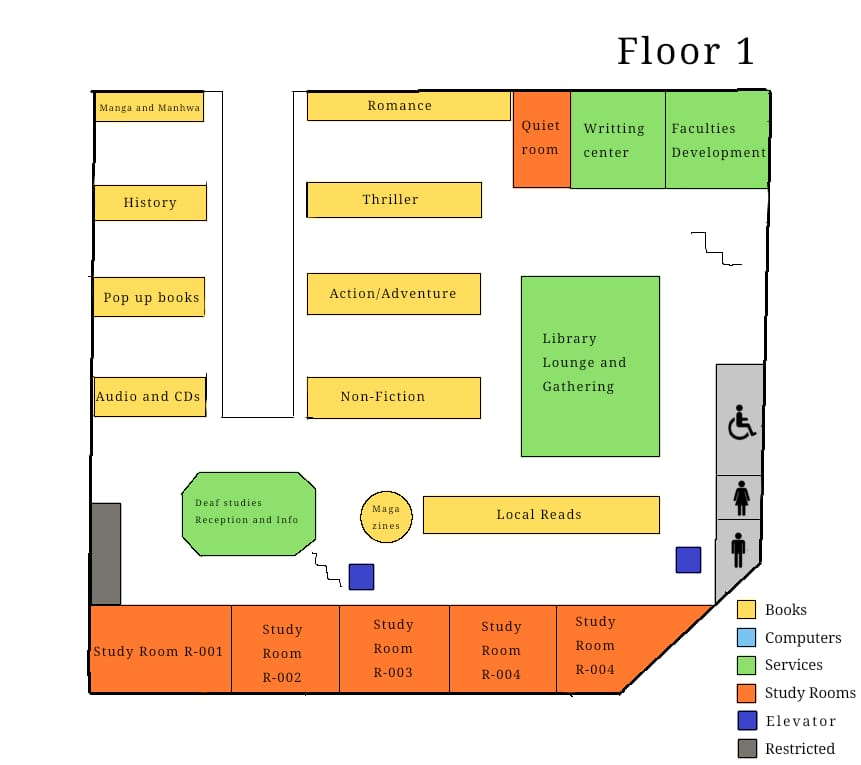 Floor 1
Manga and Manhwa
Romance
Quiet
room
Writting
center
Faculties
Development
History
Thriller
Pop up books
Action/Adventure
Library
Lounge and
Gathering
Audio and CDs
Non-Fiction
Deaf studies
Reception and Info
Maga
zines
Local Reads
Study Room R-001
Study
Room
R-002
Study
Room
R-003
Study
Room
R-004
Study
Room
R-004
Books
Computers
Services
Study Rooms
Elevator
Restricted